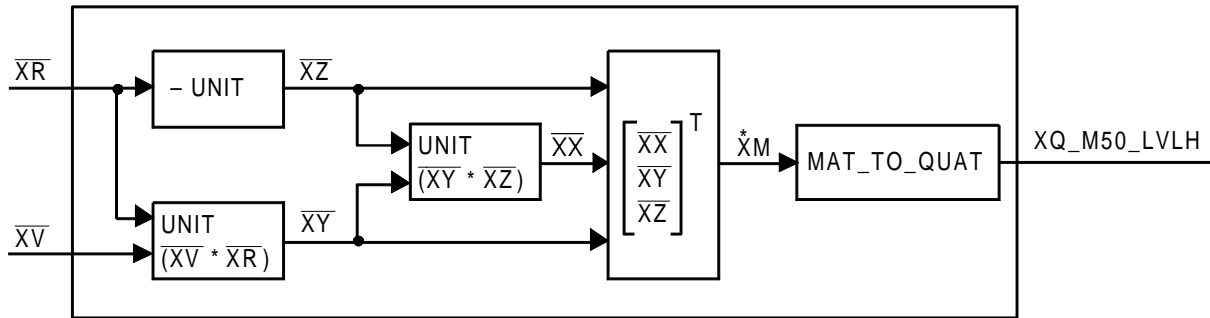 XR
– UNIT
XZ
UNIT
(XY * XZ)
XX
XX
XY
XZ
T
*
XM
MAT_TO_QUAT
XQ_M50_LVLH
XV
UNIT
(XV * XR)
XY